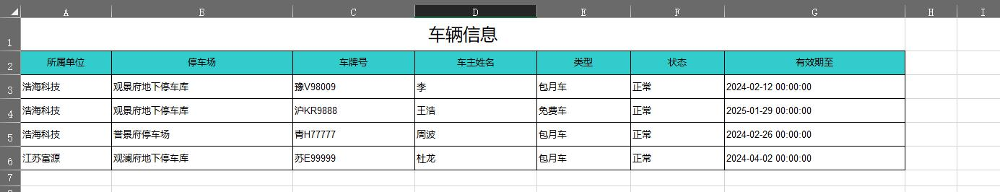 A B C D E F G H I
1 车辆信息
2 所属单位 停车场 车牌号 车主姓名 类型 状态 有效期至
3 浩海科技 观景府地下停车库 豫V98009 李 包月车 正常 2024-02-12 00:00:00
4 浩海科技 观景府地下停车库 沪KR9888 王浩 免费车 正常 2025-01-29 00:00:00
5 浩海科技 誉景府停车场 青H77777 周波 包月车 正常 2024-02-26 00:00:00
6 江苏富源 观澜府地下停车库 苏E99999 杜龙 包月车 正常 2024-04-02 00:00:00
7